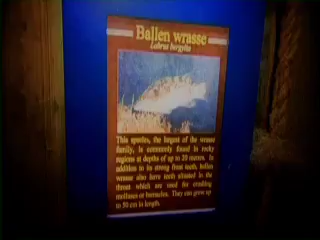 Ballen wrasse
Labrus bergylta
This species, the largest of the wrasse
family, is commonly found in rocky
regions at depths of up to 20 metres. In
addition to its strong front teeth, ballen
wrasse also have teeth situated in the
throat which are used for crushing
molluscs or barnacles. They can grow up
to 50 cm in length.